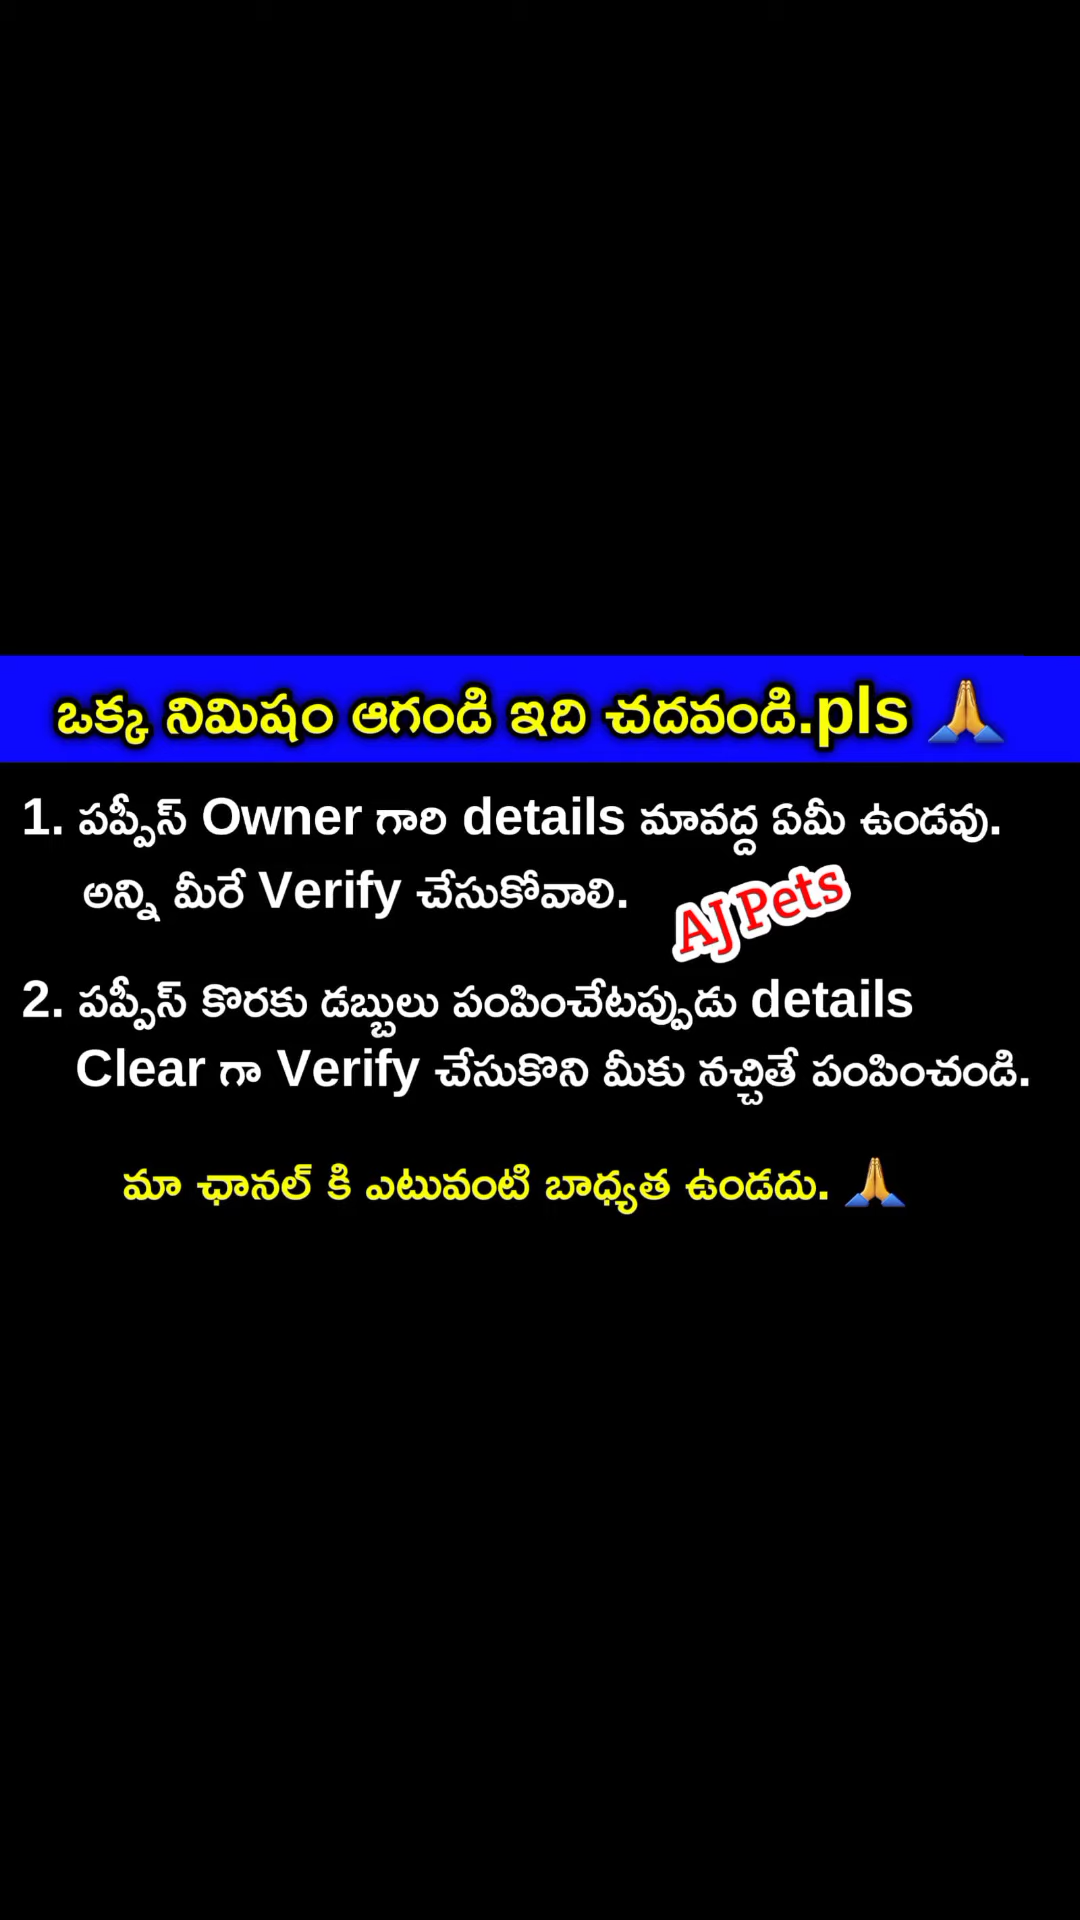 ఒక్క నిమిషం ఆగండి ఇది చదవండి.pls 🙏
1. పప్పీస్ Owner గారి details మావద్ద ఏమీ ఉండవు.
అన్ని మీరే Verify చేసుకోవాలి.
AJ Pets
2. పప్పీస్ కొరకు డబ్బులు పంపించేటప్పుడు details
Clear గా Verify చేసుకొని మీకు నచ్చితే పంపించండి.
మా ఛానల్ కి ఎటువంటి బాధ్యత ఉండదు. 🙏